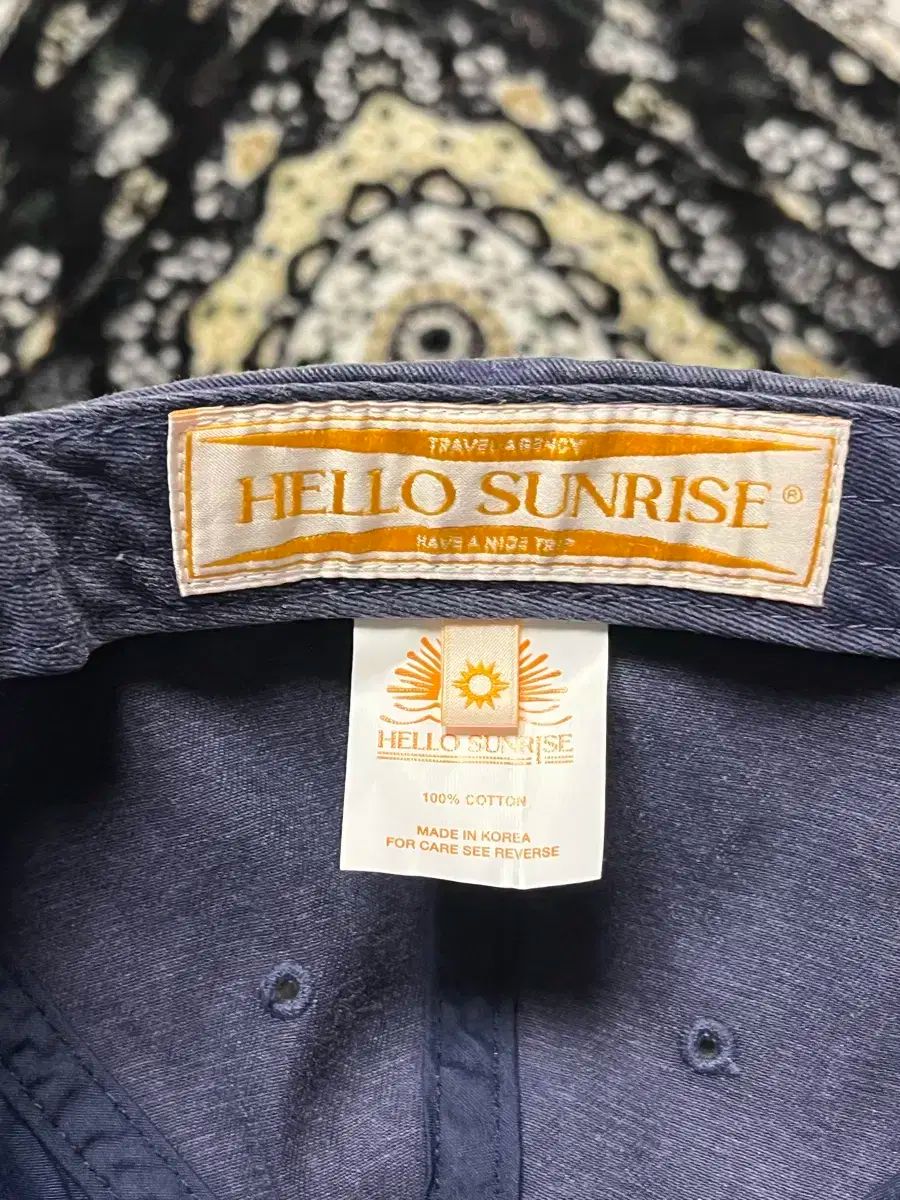 TRAVEL AGENCY
HELLO SUNRISE ®
HAVE A NICE TRIP
HELLO SUNRISE
100% COTTON
MADE IN KOREA
FOR CARE SEE REVERSE